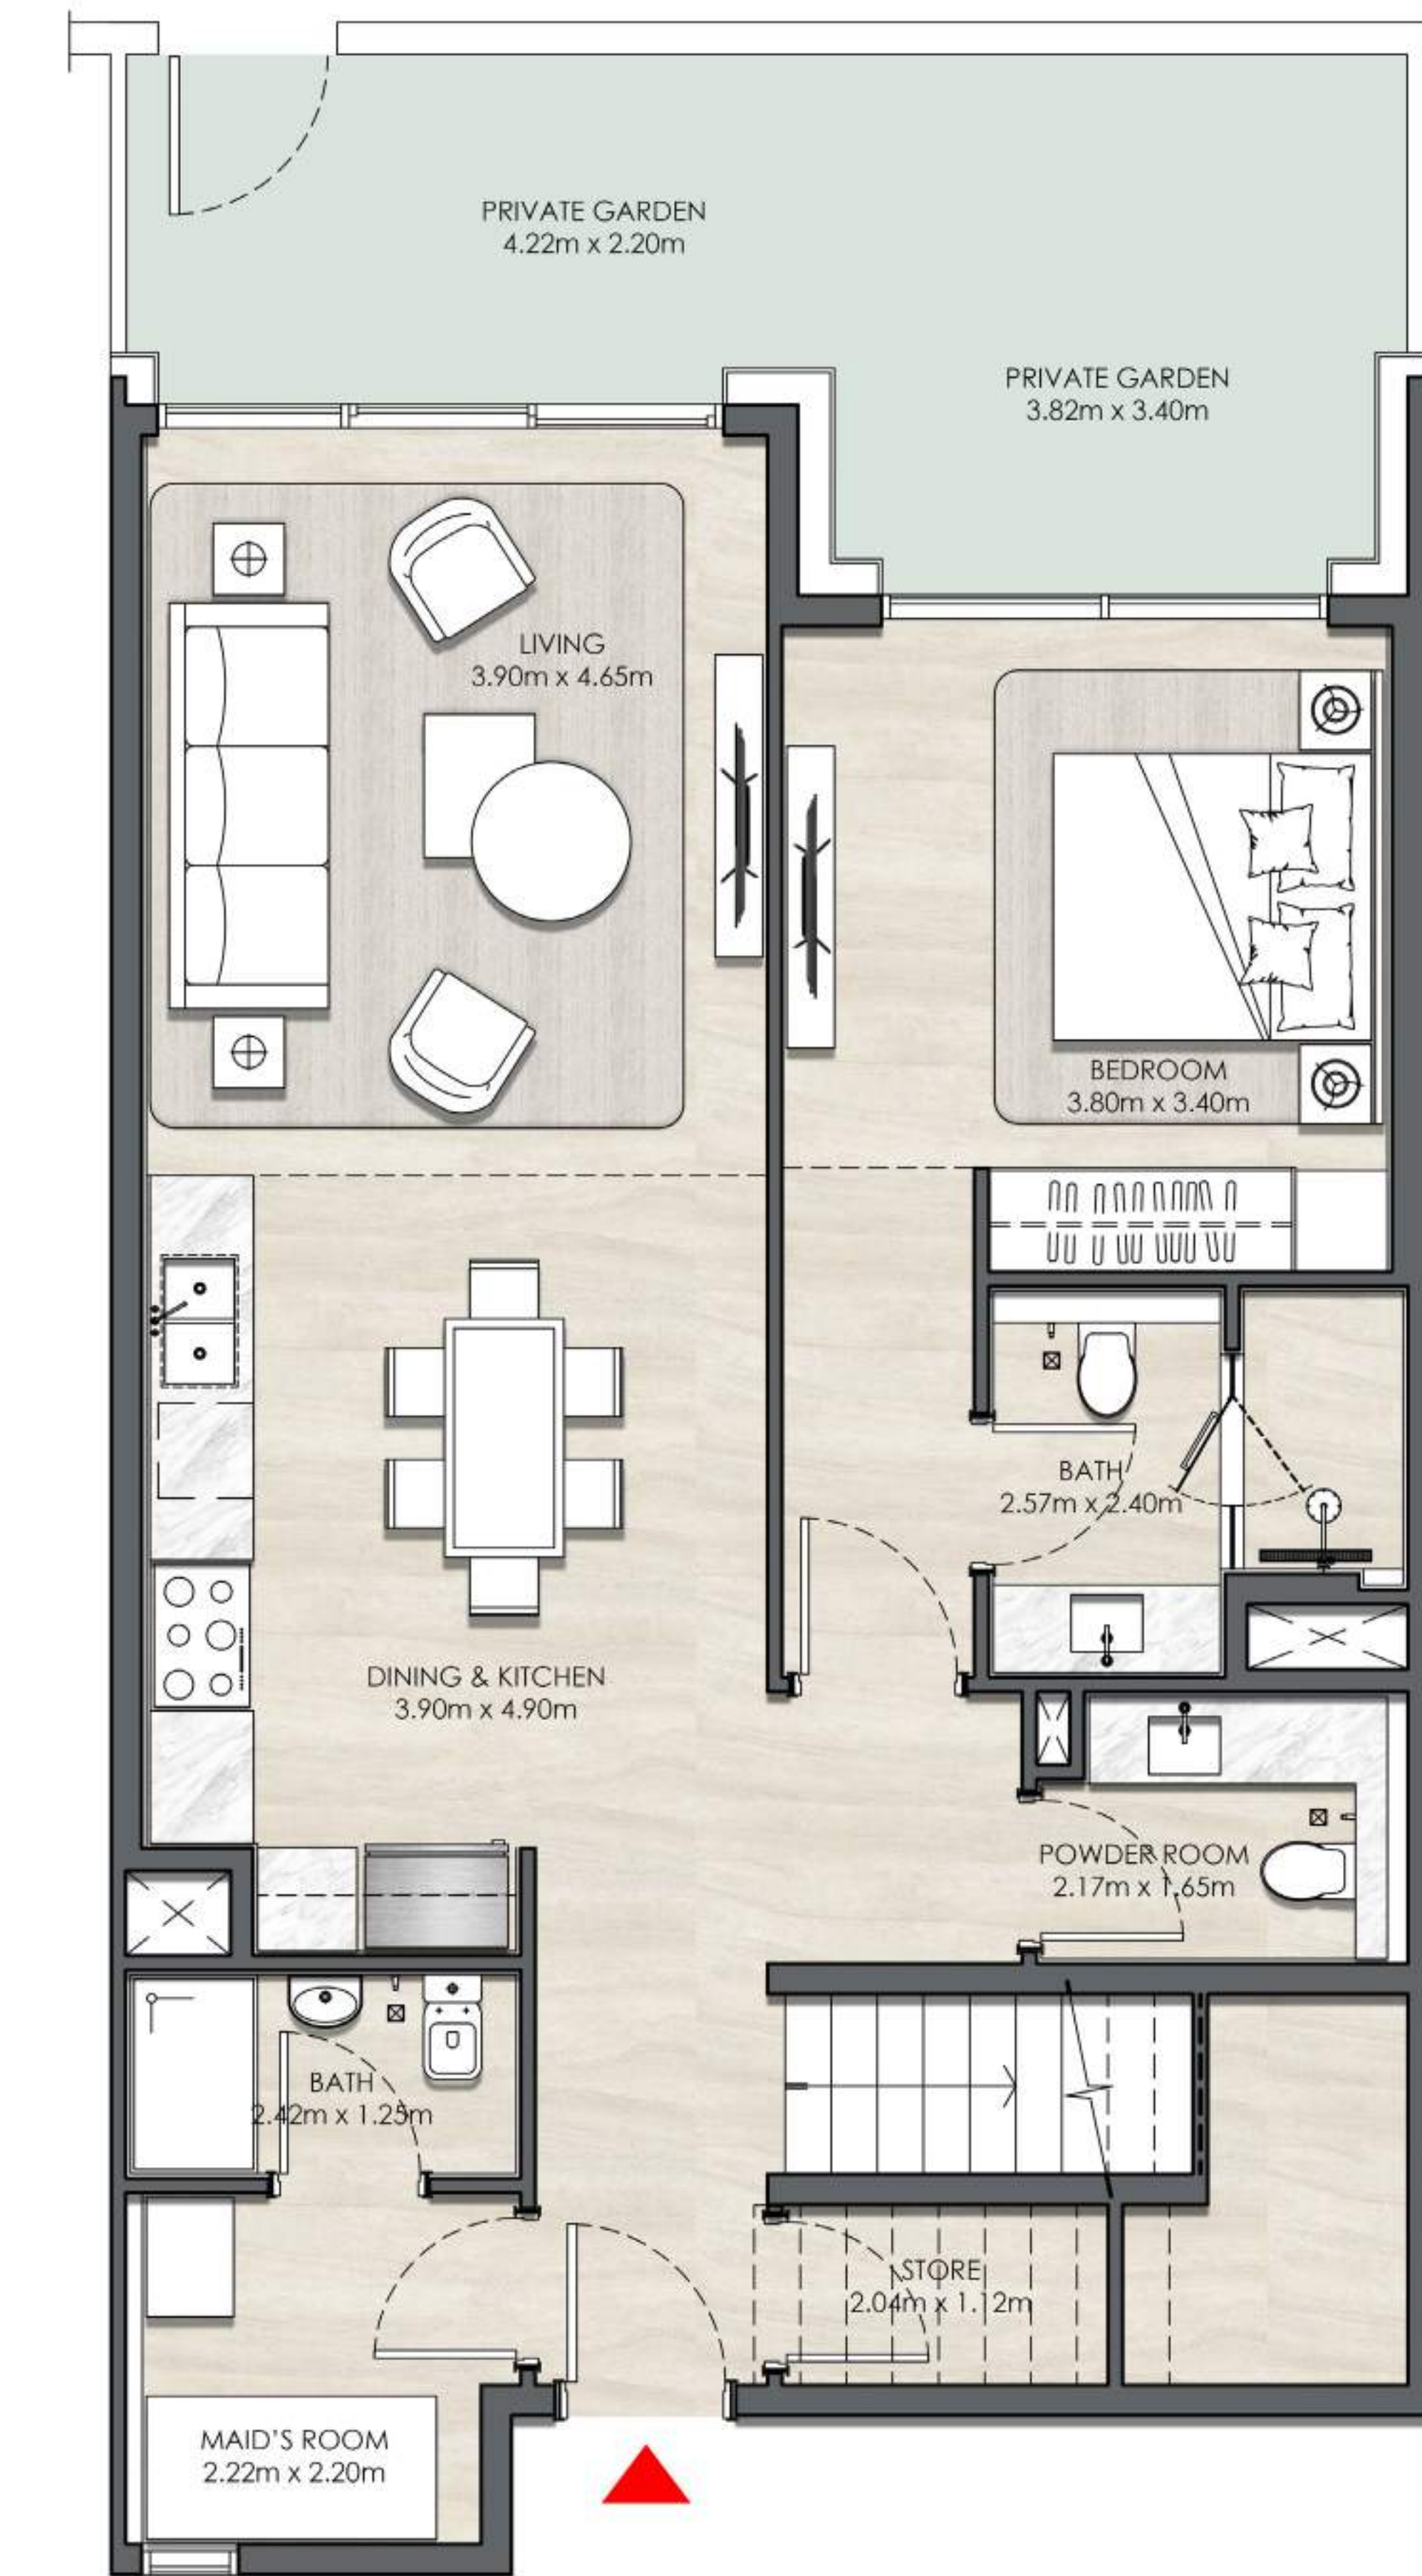 PRIVATE GARDEN
4.22m x 2.20m
PRIVATE GARDEN
3.82m x 3.40m
LIVING
3.90m x 4.65m
BEDROOM
3.80m x 3.40m
BATH
2.57m x 2.40m
DINING & KITCHEN
3.90m x 4.90m
POWDER ROOM
2.17m x 1.65m
BATH
2.42m x 1.25m
STORE
2.04m x 1.12m
MAID'S ROOM
2.22m x 2.20m